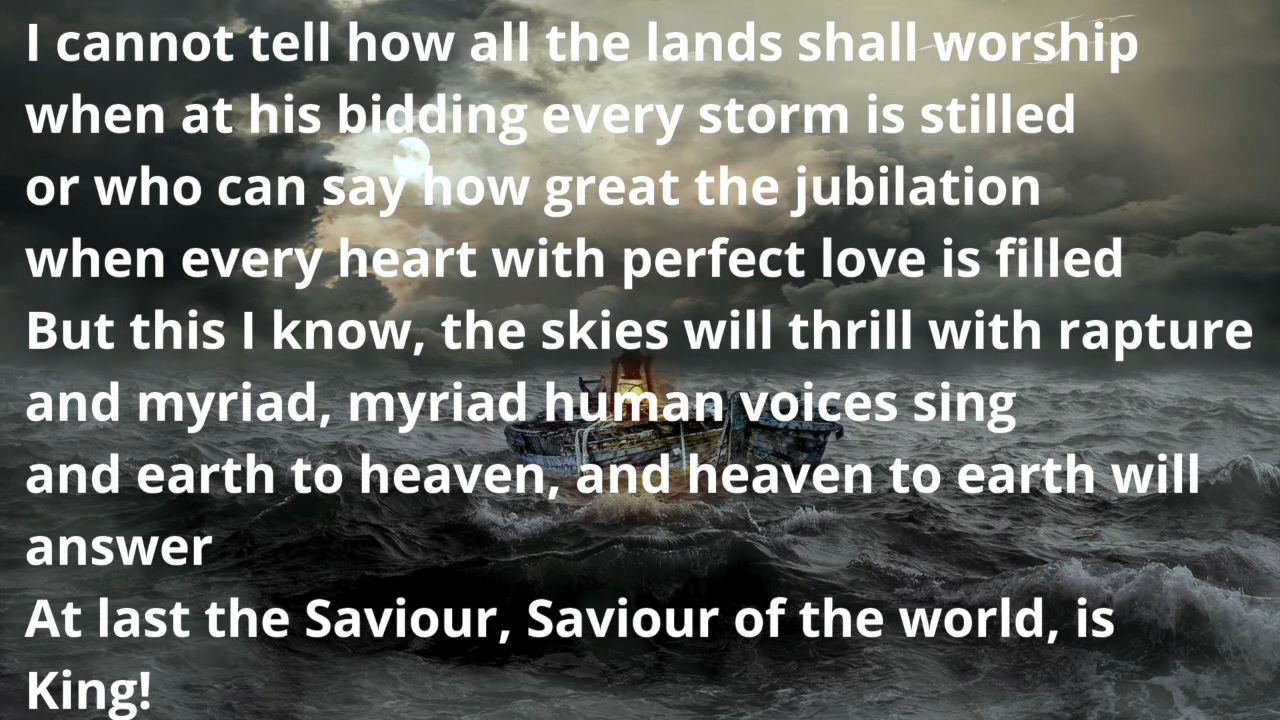 I cannot tell how all the lands shall worship
when at his bidding every storm is stilled
or who can say how great the jubilation
when every heart with perfect love is filled
But this I know, the skies will thrill with rapture
and myriad, myriad human voices sing
and earth to heaven, and heaven to earth will
answer
At last the Saviour, Saviour of the world, is
King!